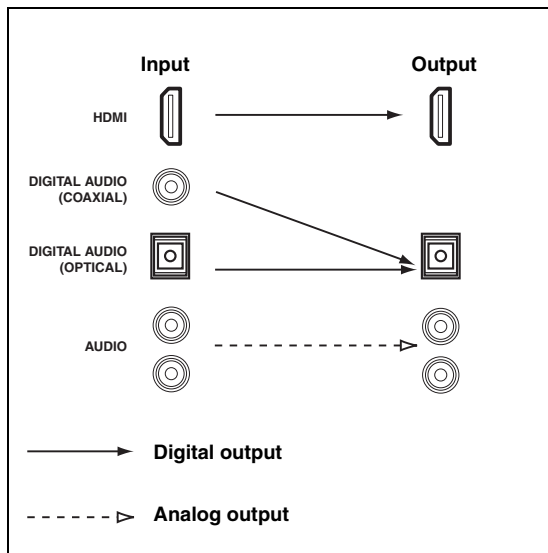 Input Output
HDMI
DIGITAL AUDIO
(COAXIAL)
DIGITAL AUDIO
(OPTICAL)
AUDIO
Digital output
Analog output